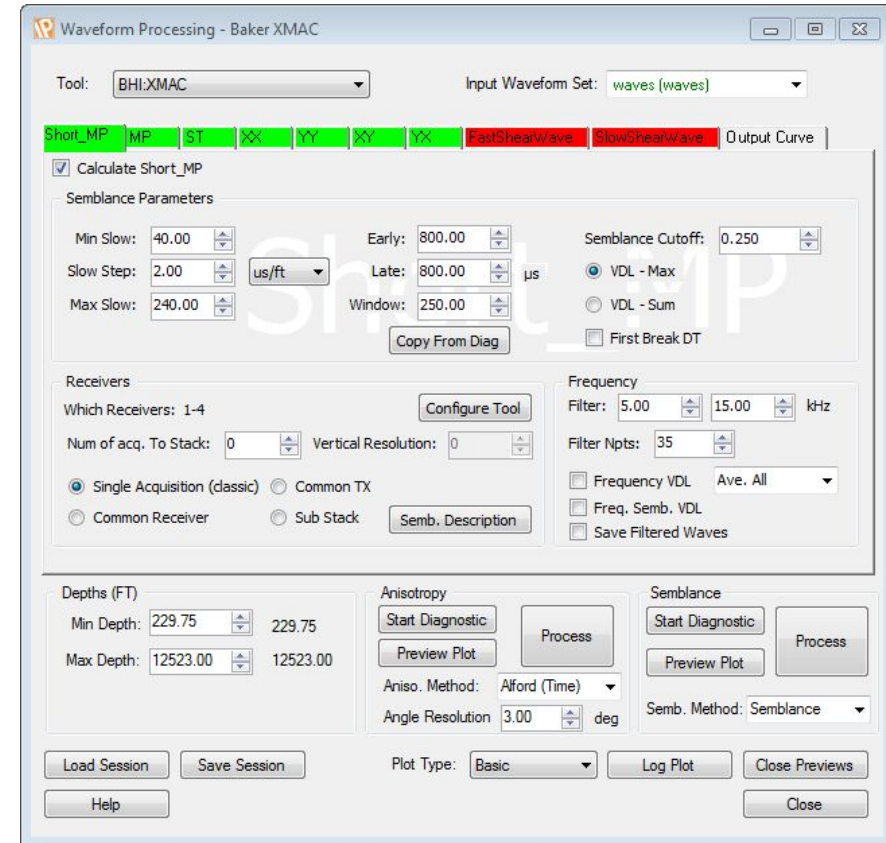 Waveform Processing - Baker XMAC
Tool: BHI:XMAC Input Waveform Set: waves (waves)
Short_MP MP ST XX YY XY YX FastShearWave SlowShearWave Output Curve
Calculate Short_MP
Semblance Parameters
Short_MP
Min Slow: 40.00 Early: 800.00 Semblance Cutoff: 0.250
Slow Step: 2.00 us/ft Late: 800.00 µs VDL - Max
Max Slow: 240.00 Window: 250.00 VDL - Sum
Copy From Diag First Break DT
Receivers Frequency
Which Receivers: 1-4 Configure Tool Filter: 5.00 15.00 kHz
Num of acq. To Stack: 0 Vertical Resolution: 0 Filter Npts: 35
Single Acquisition (classic) Common TX Frequency VDL Ave. All
Common Receiver Sub Stack Semb. Description Freq. Semb. VDL
Save Filtered Waves
Depths (FT) Anisotropy Semblance
Min Depth: 229.75 229.75 Start Diagnostic Process Start Diagnostic Process
Max Depth: 12523.00 12523.00 Preview Plot Preview Plot
Aniso. Method: Alford (Time) Semb. Method: Semblance
Angle Resolution 3.00 deg
Load Session Save Session Plot Type: Basic Log Plot Close Previews
Help Close